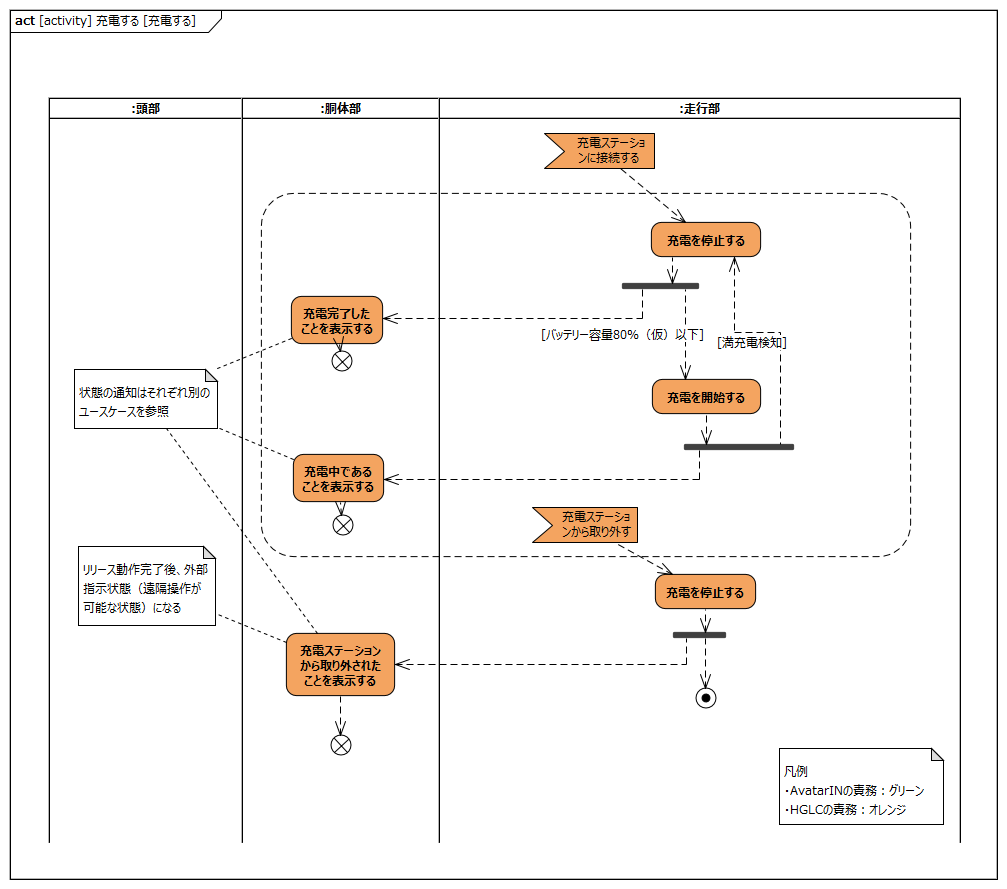 act [activity] 充電する [充電する]
:頭部
:胴体部
:走行部
充電ステーショ
ンに接続する
充電を停止する
充電完了した
ことを表示する
[バッテリー容量80%（仮）以下]
[満充電検知]
状態の通知はそれぞれ別の
ユースケースを参照
充電を開始する
充電中である
ことを表示する
充電ステーショ
ンから取り外す
リリース動作完了後、外部
指示状態（遠隔操作が
可能な状態）になる
充電を停止する
充電ステーション
から取り外された
ことを表示する
凡例
・AvatarINの責務：グリーン
・HGLCの責務：オレンジ